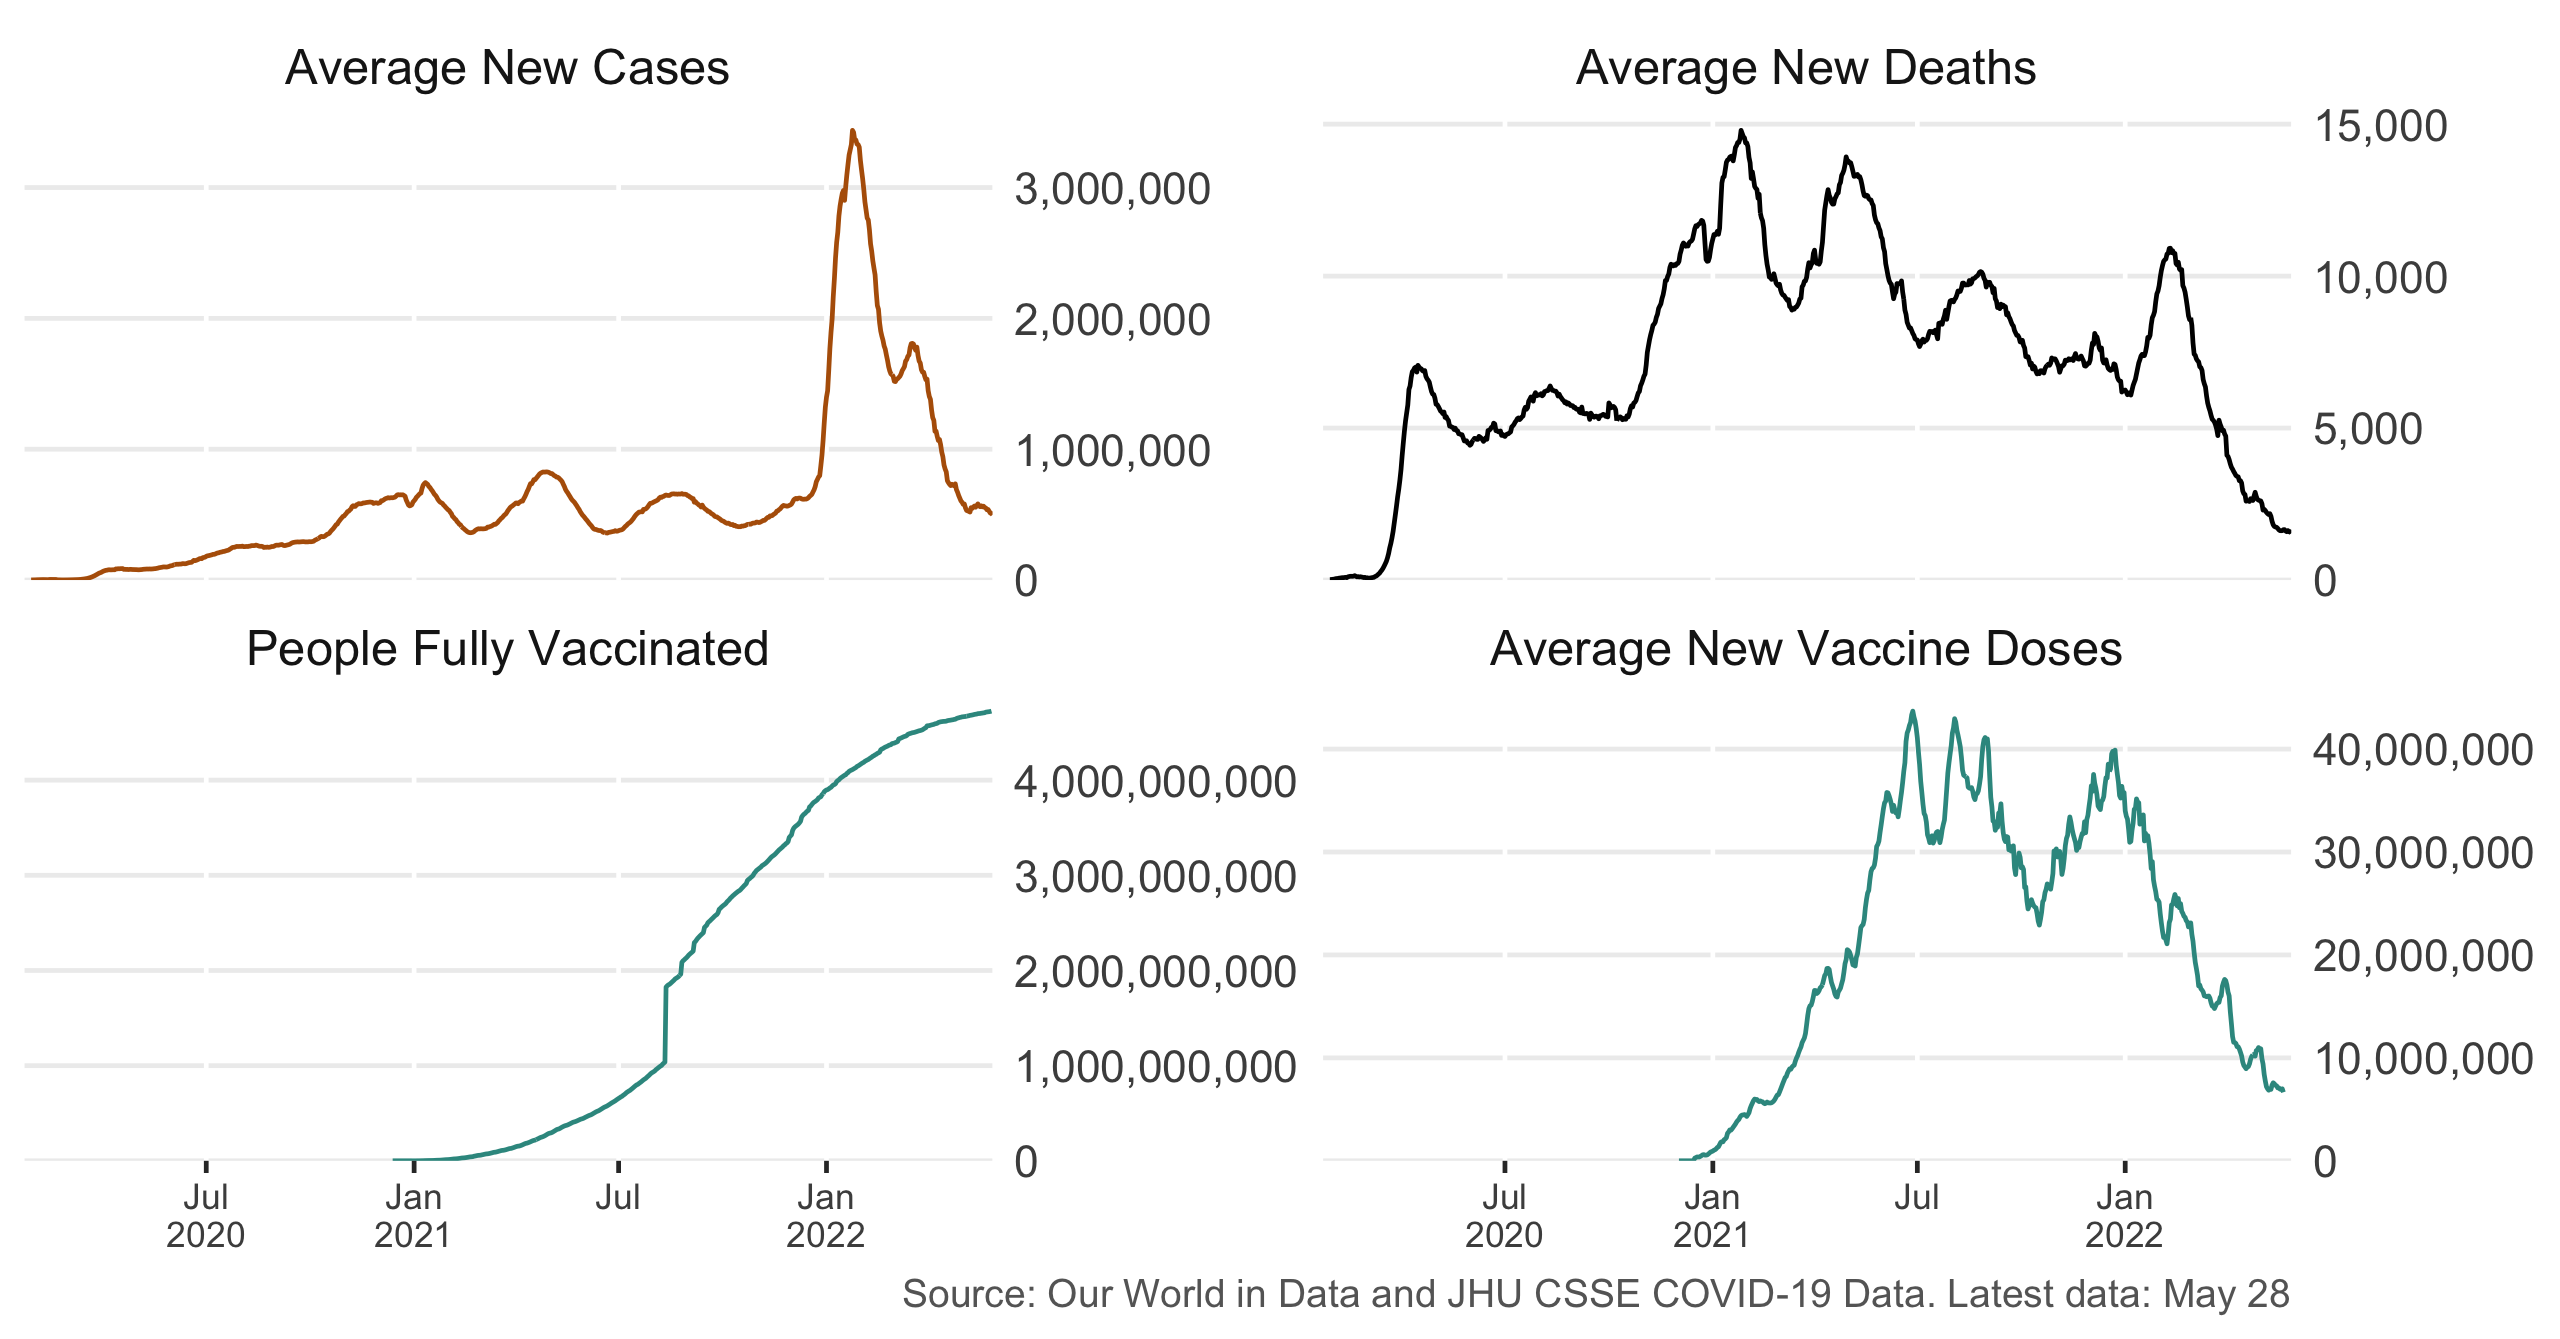 Average New Cases
3,000,000
2,000,000
1,000,000
0
Average New Deaths
15,000
10,000
5,000
0
People Fully Vaccinated
4,000,000,000
3,000,000,000
2,000,000,000
1,000,000,000
0
Jul
2020
Jan
2021
Jul
Jan
2022
Average New Vaccine Doses
40,000,000
30,000,000
20,000,000
10,000,000
0
Jul
2020
Jan
2021
Jul
Jan
2022
Source: Our World in Data and JHU CSSE COVID-19 Data. Latest data: May 28